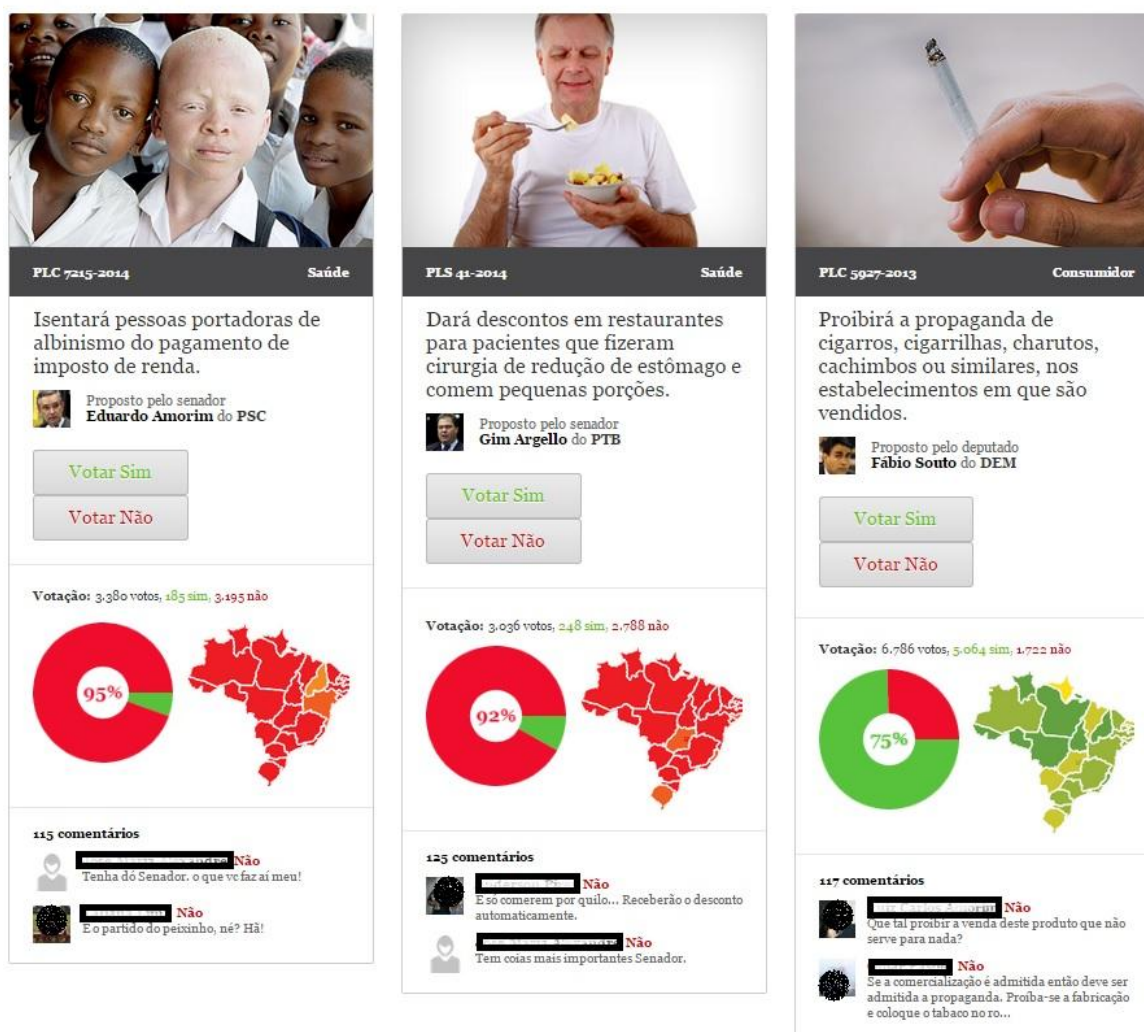 PLC 7215-2014 Saúde
Isentará pessoas portadoras de
albinismo do pagamento de
imposto de renda.
Proposto pelo senador
Eduardo Amorim do PSC
Votar Sim
Votar Não
Votação: 3.380 votos, 185 sim, 3.195 não
95%
115 comentários
Não
Tenha dó Senador. o que vc faz aí meu!
Não
E o partido do peixinho, né? Hã!
PLS 41-2014 Saúde
Dará descontos em restaurantes
para pacientes que fizeram
cirurgia de redução de estômago e
comem pequenas porções.
Proposto pelo senador
Gim Argello do PTB
Votar Sim
Votar Não
Votação: 3.036 votos, 248 sim, 2.788 não
92%
125 comentários
Não
E só comerem por quilo... Receberão o desconto
automaticamente.
Não
Tem coias mais importantes Senador.
PLC 5927-2013 Consumidor
Proibirá a propaganda de
cigarros, cigarrilhas, charutos,
cachimbos ou similares, nos
estabelecimentos em que são
vendidos.
Proposto pelo deputado
Fábio Souto do DEM
Votar Sim
Votar Não
Votação: 6.786 votos, 5.064 sim, 1.722 não
75%
117 comentários
Não
Que tal proibir a venda deste produto que não
serve para nada?
Não
Se a comercialização é admitida então deve ser
admitida a propaganda. Proíba-se a fabricação
e coloque o tabaco no ro...